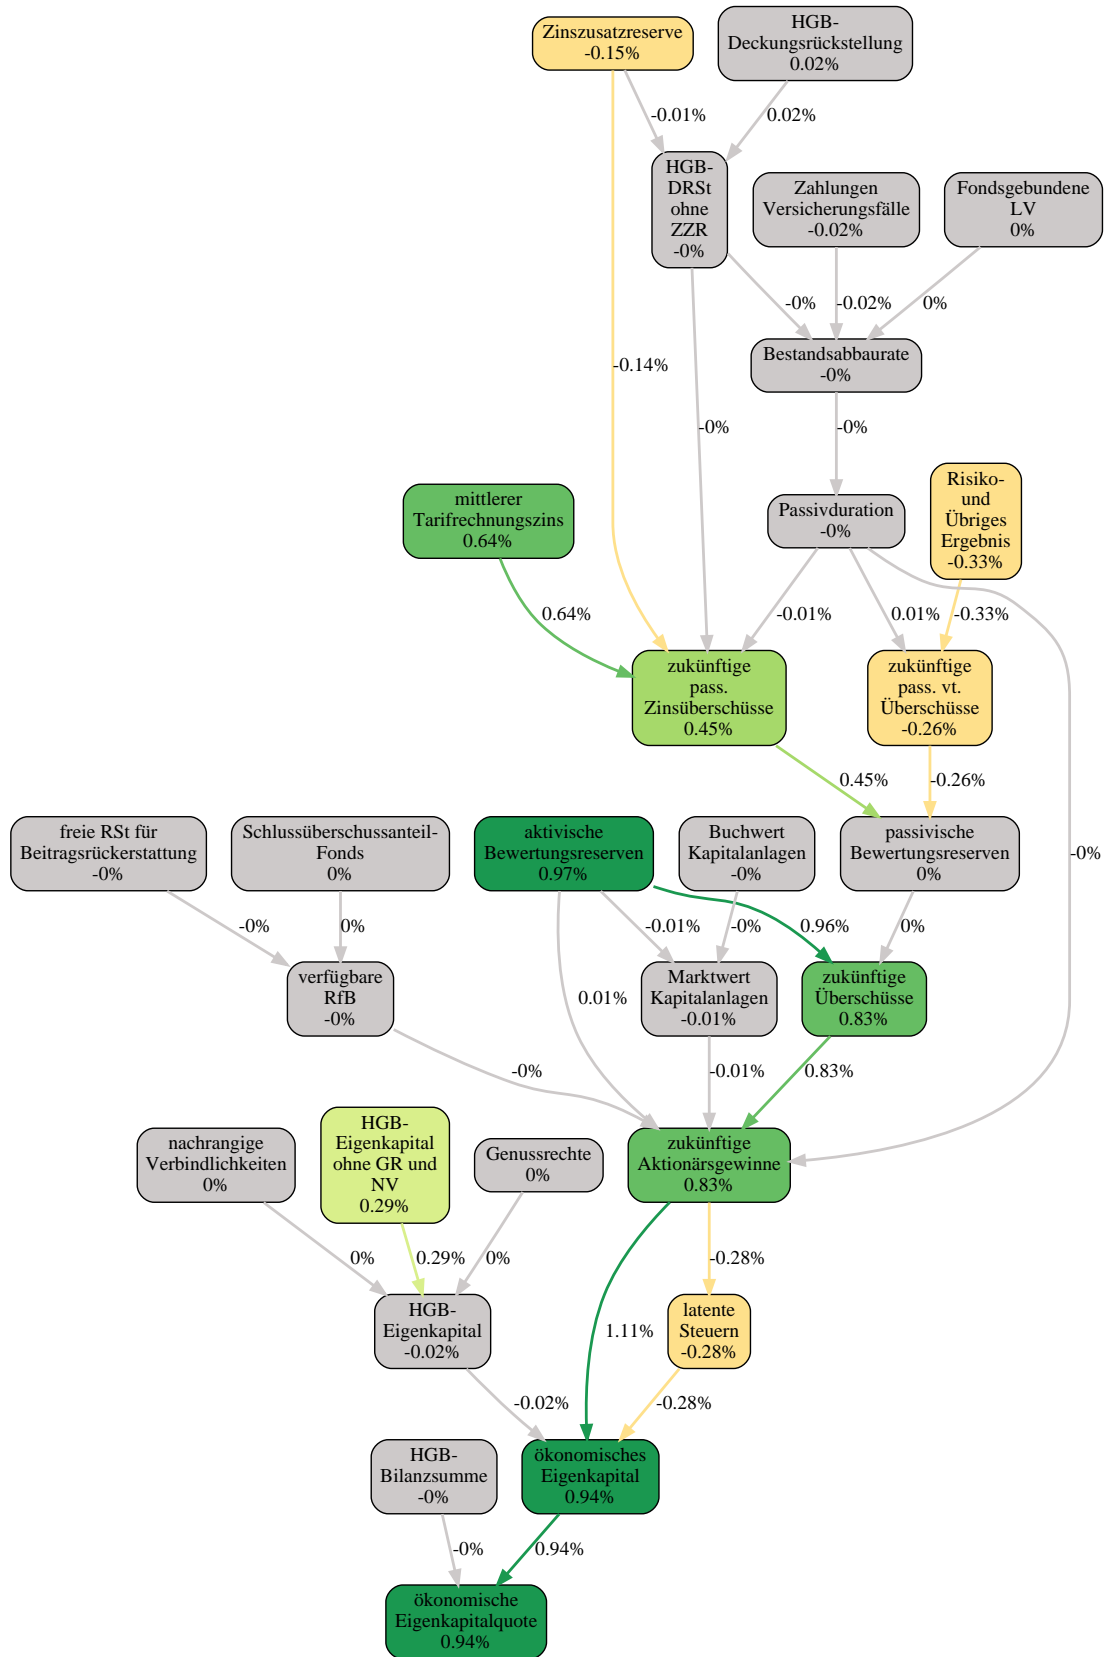 Zinszusatzreserve
-0.15%
HGB-
Deckungsrückstellung
0.02%
-0.01%
0.02%
HGB-
DRSt
ohne
ZZR
-0%
Zahlungen
Versicherungsfälle
-0.02%
Fondsgebundene
LV
0%
-0%
-0.02%
0%
Bestandsabbaurate
-0%
-0.14%
-0%
-0%
mittlerer
Tarifrechnungszins
0.64%
Passivduration
-0%
Risiko-
und
Übriges
Ergebnis
-0.33%
0.64%
-0.01%
0.01%
-0.33%
zukünftige
pass.
Zinsüberschüsse
0.45%
zukünftige
pass. vt.
Überschüsse
-0.26%
0.45%
-0.26%
freie RSt für
Beitragsrückerstattung
-0%
Schlussüberschussanteil-
Fonds
0%
aktivische
Bewertungsreserven
0.97%
Buchwert
Kapitalanlagen
-0%
passivische
Bewertungsreserven
0%
-0%
-0%
0%
-0.01%
-0%
0.96%
0%
verfügbare
RfB
-0%
0.01%
Marktwert
Kapitalanlagen
-0.01%
zukünftige
Überschüsse
0.83%
-0%
-0.01%
0.83%
nachrangige
Verbindlichkeiten
0%
HGB-
Eigenkapital
ohne GR und
NV
0.29%
Genussrechte
0%
zukünftige
Aktionärsgewinne
0.83%
0%
0.29%
0%
-0.28%
HGB-
Eigenkapital
-0.02%
1.11%
latente
Steuern
-0.28%
-0.02%
-0.28%
HGB-
Bilanzsumme
-0%
ökonomisches
Eigenkapital
0.94%
-0%
0.94%
ökonomische
Eigenkapitalquote
0.94%